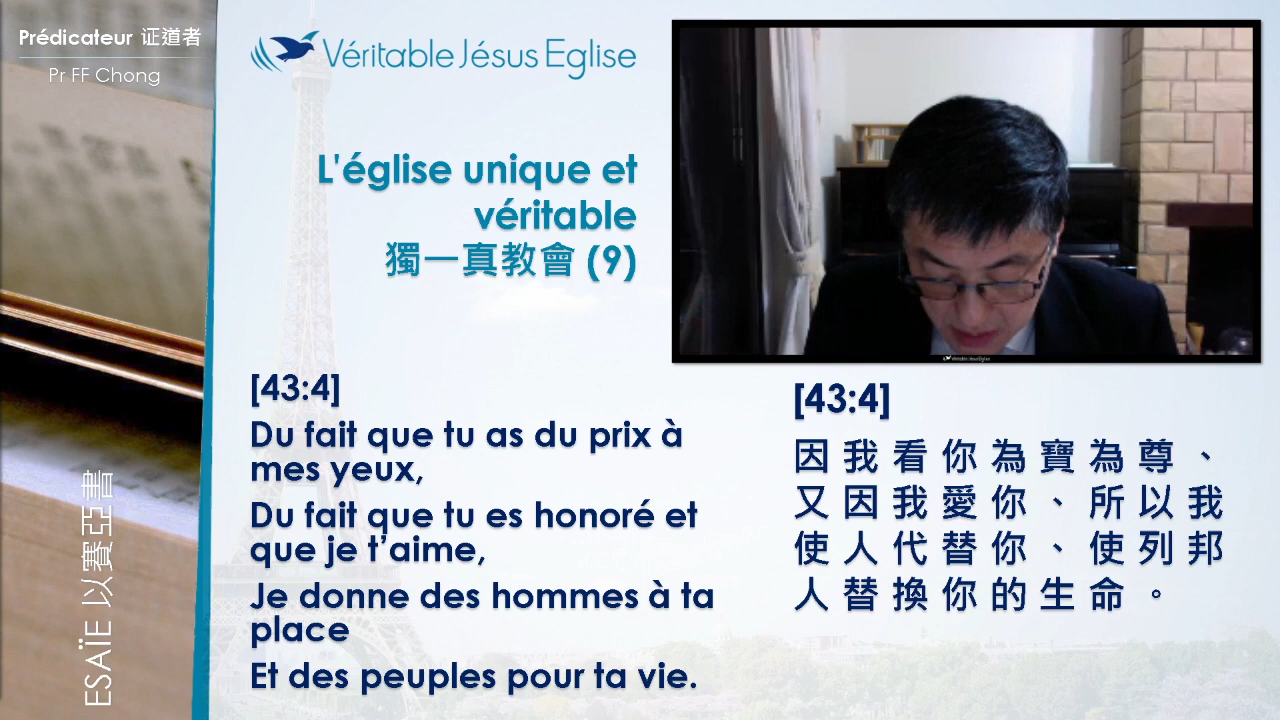 Prédicateur 证道者
Pr FF Chong
Véritable Jésus Eglise
L'église unique et
véritable
獨一真教會 (9)
[43:4]
Du fait que tu as du prix à
mes yeux,
Du fait que tu es honoré et
que je t’aime,
Je donne des hommes à ta
place
Et des peuples pour ta vie.
[43:4]
因我看你為寶為尊、
又因我愛你、所以我
使人代替你、使列邦
人替換你的生命。
ESAÏE 以賽亞書
Véritable Jésus Eglise